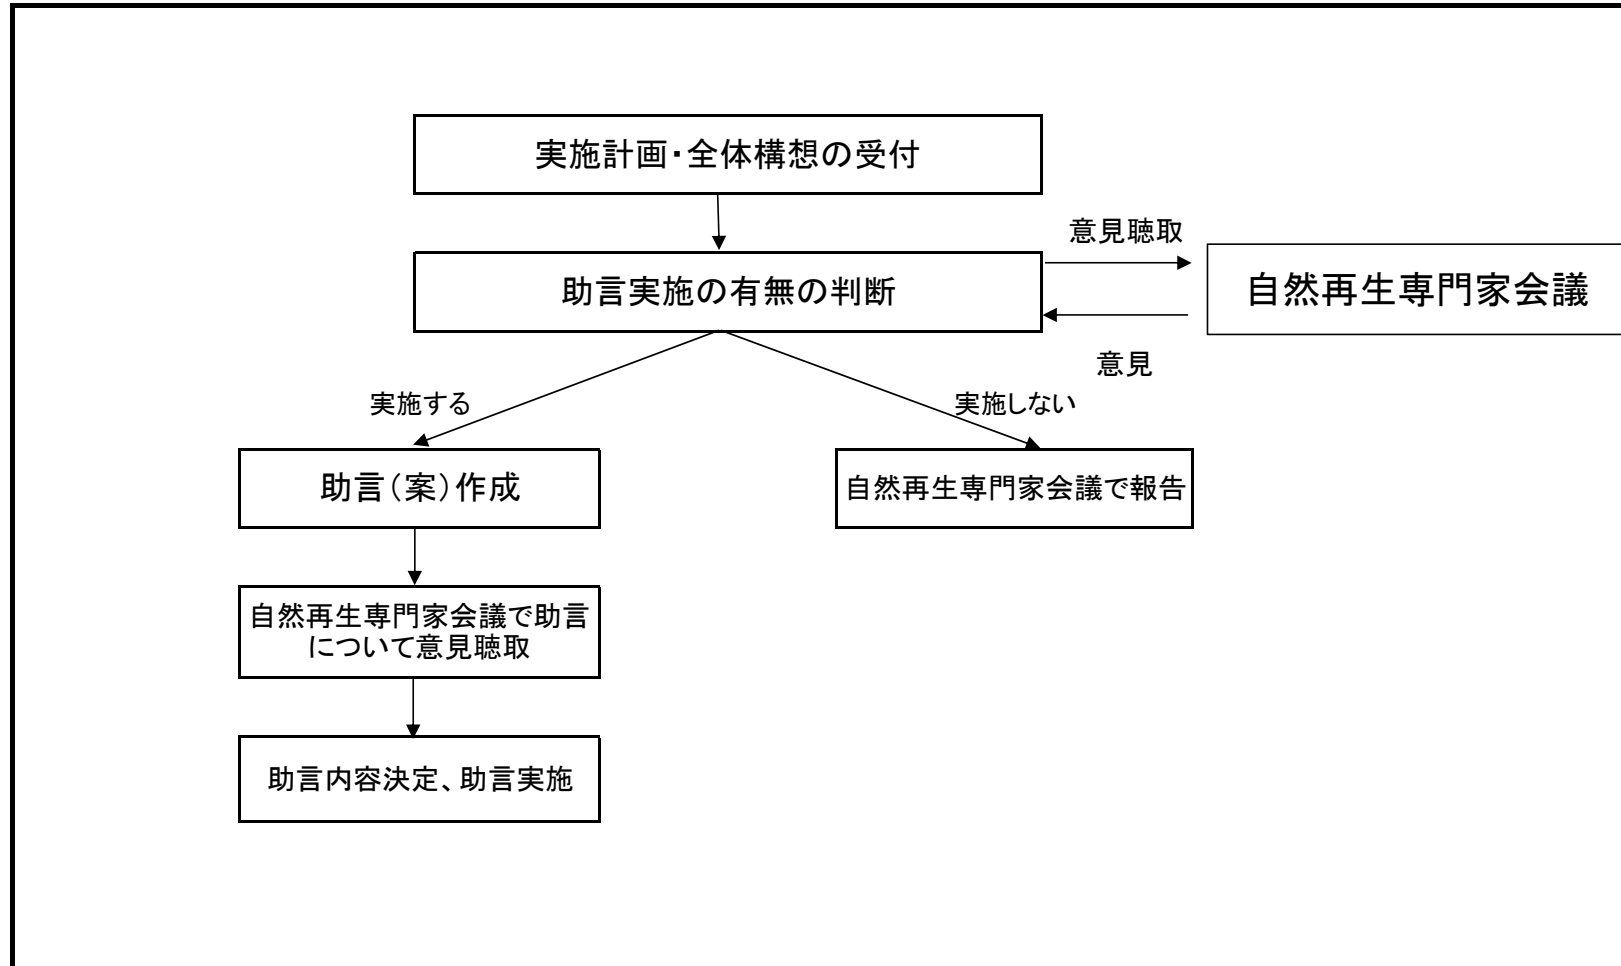 実施計画・全体構想の受付
意見聴取
助言実施の有無の判断
自然再生専門家会議
意見
実施する
実施しない
助言（案）作成
自然再生専門家会議で報告
自然再生専門家会議で助言
について意見聴取
助言内容決定、助言実施